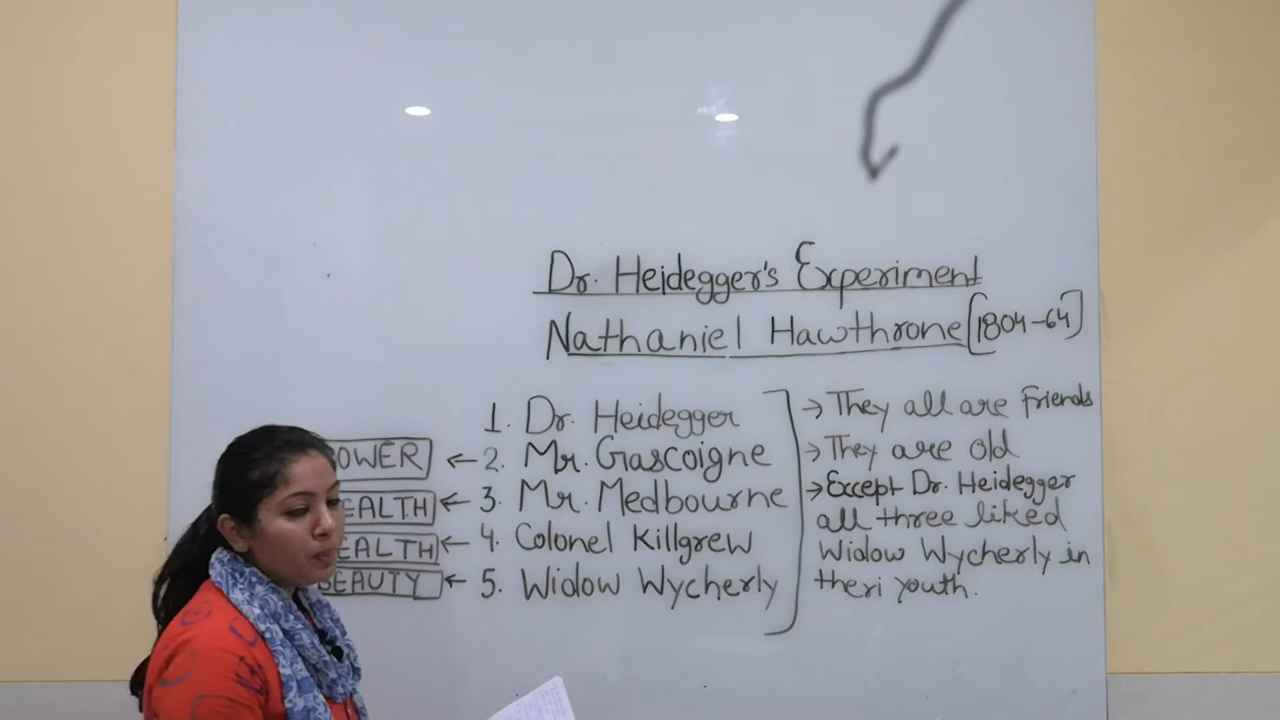 Dr. Heidegger's Experiment
Nathaniel Hawthrone [1804-64]
1. Dr. Heidegger
OWER ← 2. Mr. Gascoigne
EALTH ← 3. Mr. Medbourne
EALTH ← 4. Colonel Killgrew
BEAUTY ← 5. Widow Wycherly
→ They all are friends
→ They are old
→ Except Dr. Heidegger
all three liked
Widow Wycherly in
theri youth.